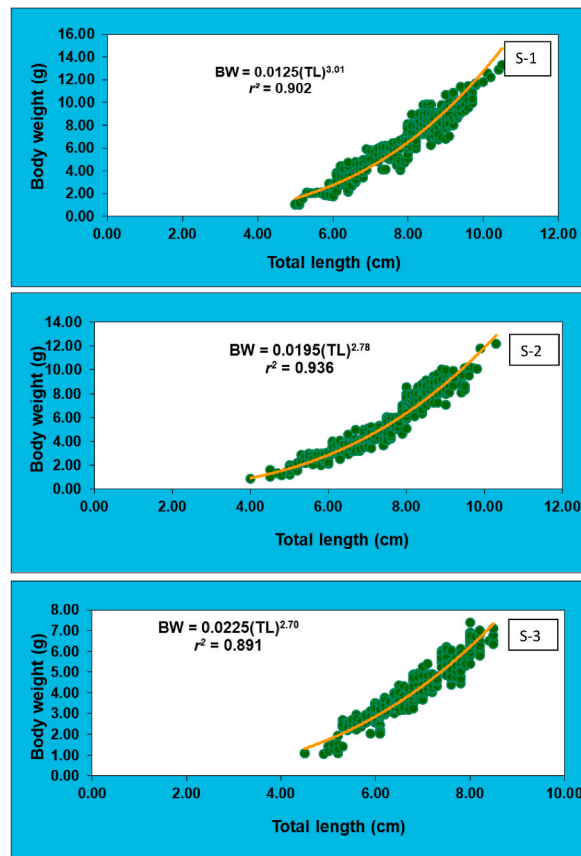 16.00
14.00
12.00
10.00
8.00
6.00
4.00
2.00
0.00
Body weight (g)
BW = 0.0125(TL)3.01
r² = 0.902
S-1
0.00 2.00 4.00 6.00 8.00 10.00 12.00
Total length (cm)
14.00
12.00
10.00
8.00
6.00
4.00
2.00
0.00
Body weight (g)
BW = 0.0195(TL)2.78
r2 = 0.936
S-2
0.00 2.00 4.00 6.00 8.00 10.00 12.00
Total length (cm)
8.00
7.00
6.00
5.00
4.00
3.00
2.00
1.00
0.00
Body weight (g)
BW = 0.0225(TL)2.70
r2 = 0.891
S-3
0.00 2.00 4.00 6.00 8.00 10.00
Total length (cm)